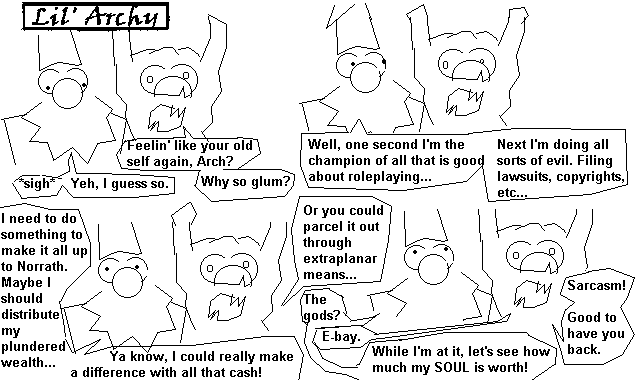 Lil' Archy
Feelin' like your old
self again, Arch?
*sigh*
Yeh, I guess so.
Why so glum?
Well, one second I'm the
champion of all that is good
about roleplaying...
Next I'm doing all
sorts of evil. Filing
lawsuits, copyrights,
etc...
I need to do
something to
make it all up
to Norrath.
Maybe I
should
distribute
my
plundered
wealth...
Ya know, I could really make
a difference with all that cash!
Or you could
parcel it out
through
extraplanar
means...
The
gods?
E-bay.
While I'm at it, let's see how
much my SOUL is worth!
Sarcasm!
Good to
have you
back.